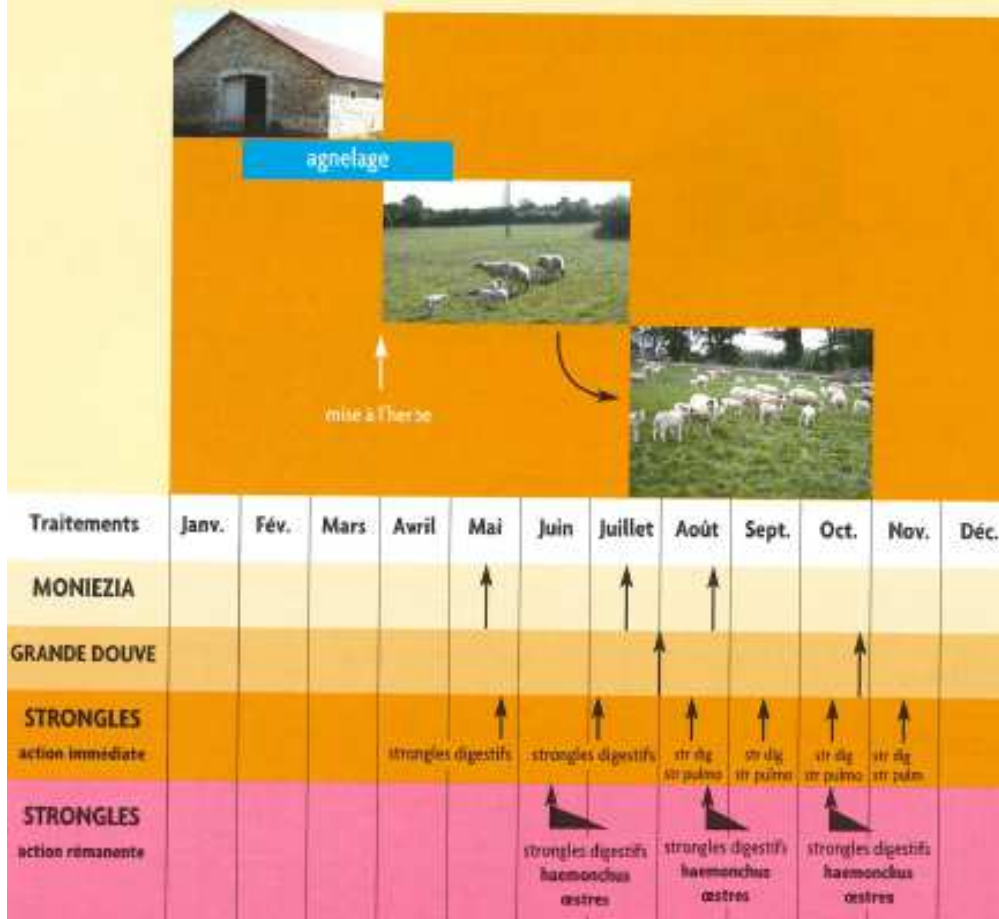 agnelage
mise à l'herbe
Traitements Janv. Fév. Mars Avril Mai Juin Juillet Août Sept. Oct. Nov. Déc.
MONIEZIA
GRANDE DOUVE
STRONGLES
action immédiate
strongles digestifs
strongles digestifs
str dig
str pulmo
str dig
str pulmo
str dig
str pulmo
str dig
str pulm
STRONGLES
action rémanente
strongles digestifs
haemonchus
œstres
strongles digestifs
haemonchus
œstres
strongles digestifs
haemonchus
œstres